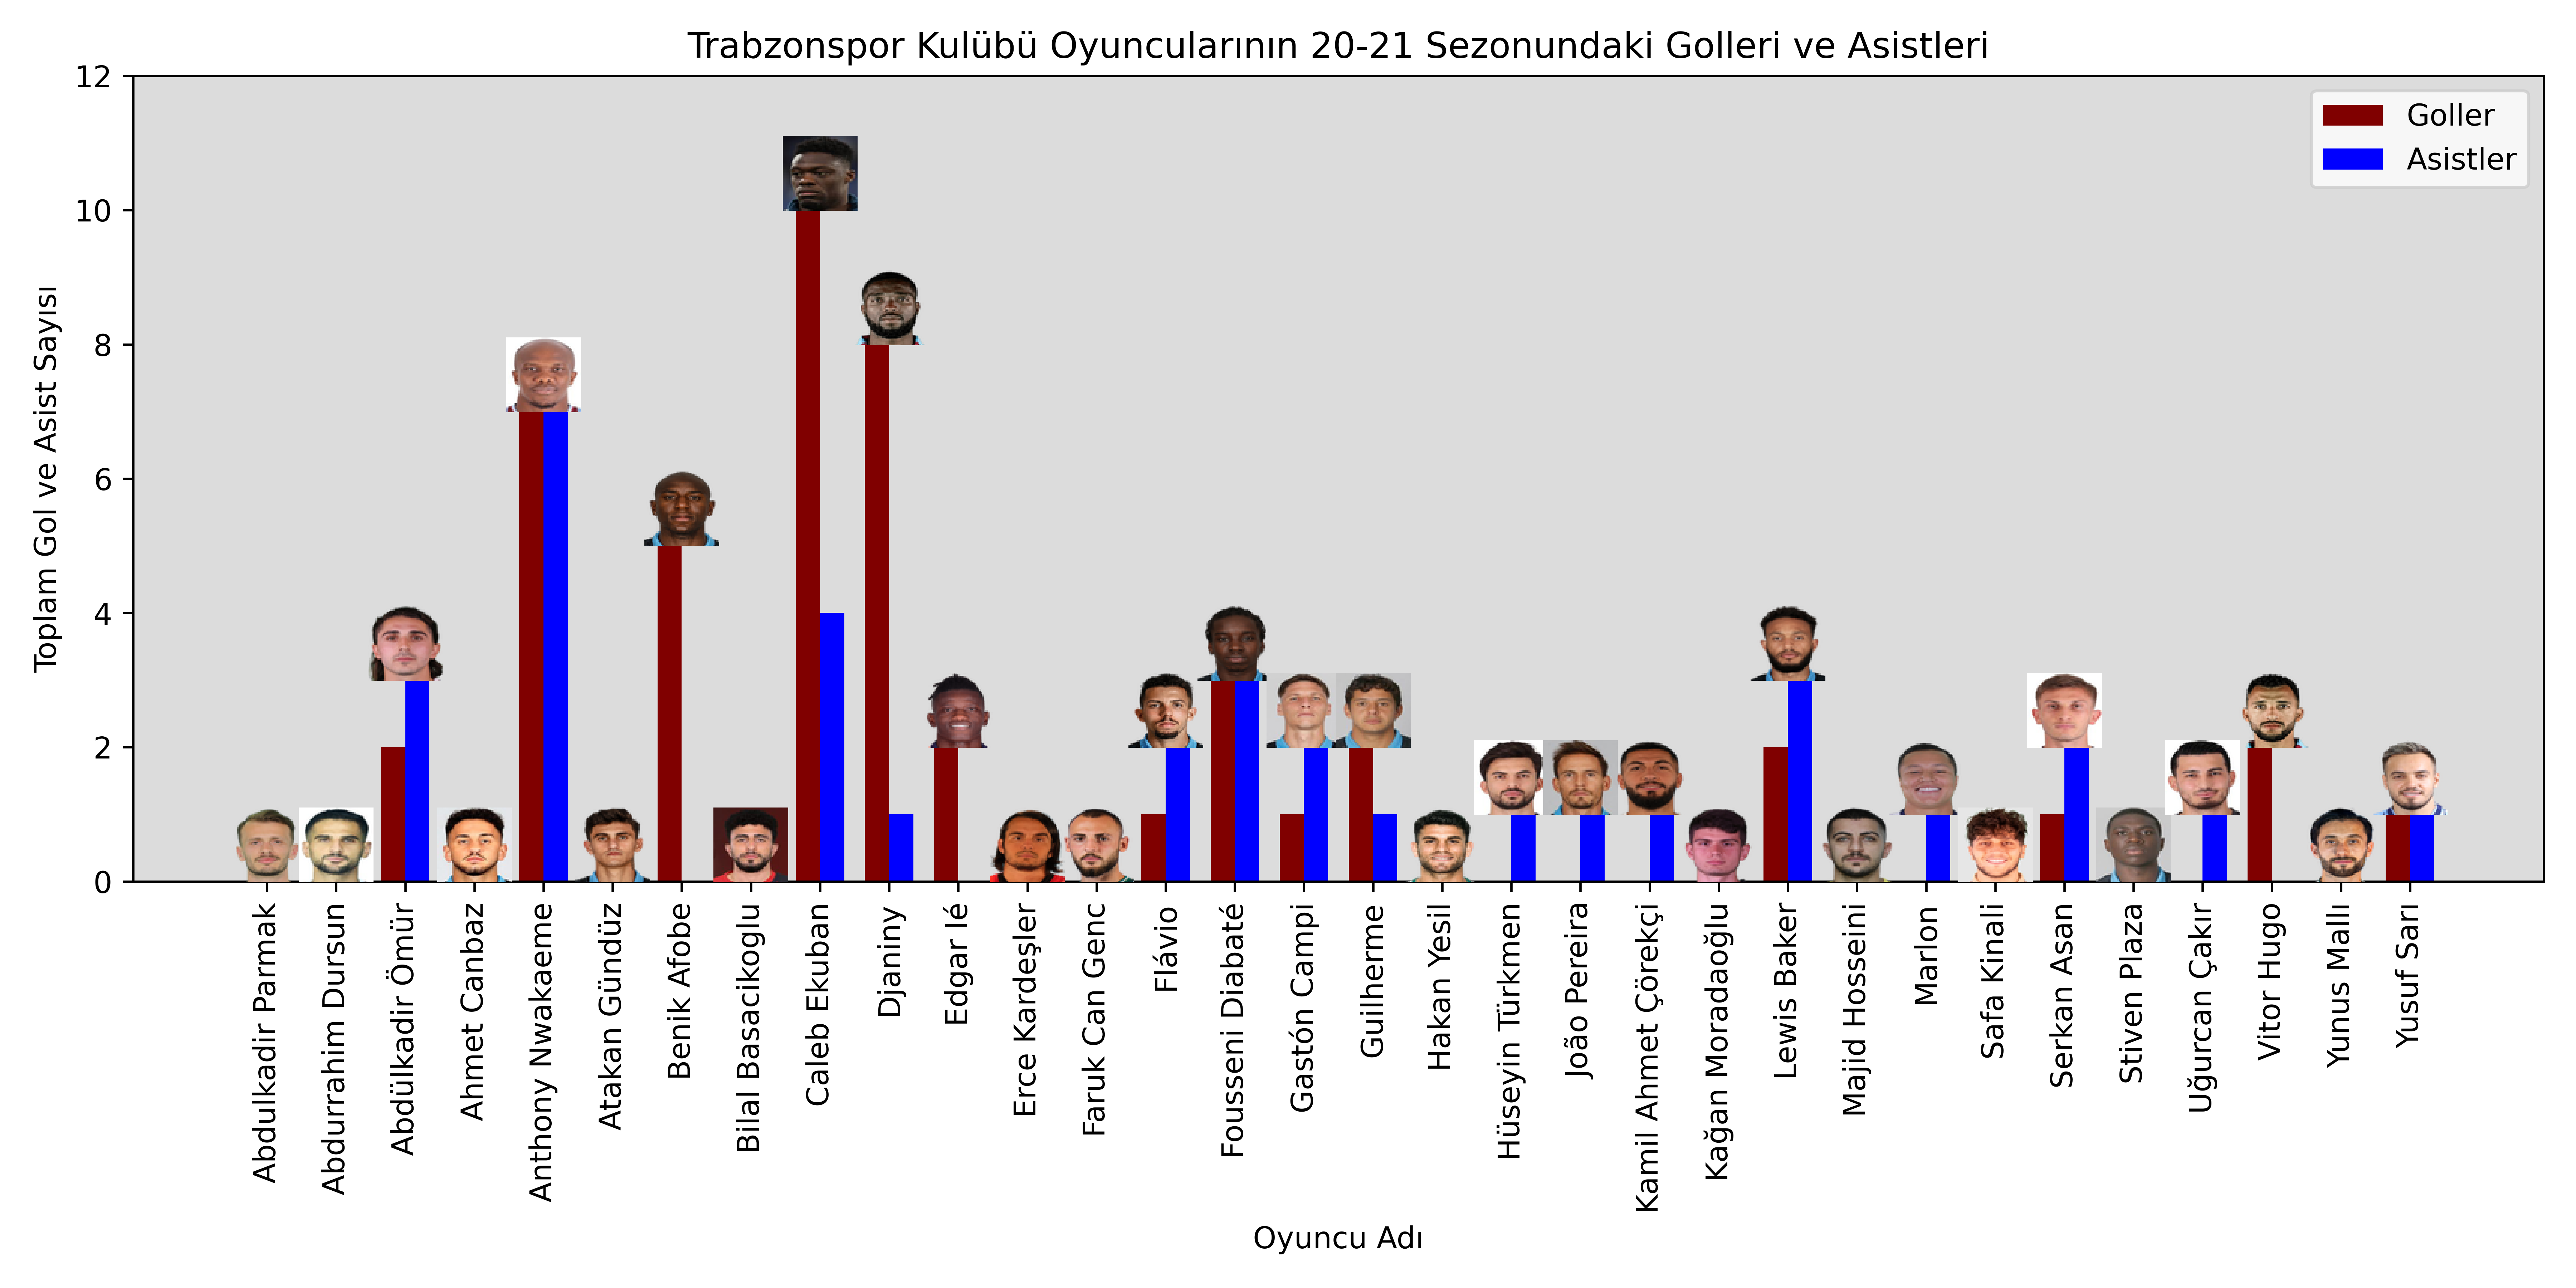 Trabzonspor Kulübü Oyuncularının 20-21 Sezonundaki Golleri ve Asistleri
Goller
Asistler
Toplam Gol ve Asist Sayısı
12
10
8
6
4
2
0
Abdulkadir Parmak
Abdurrahim Dursun
Abdülkadir Ömür
Ahmet Canbaz
Anthony Nwakaeme
Atakan Gündüz
Benik Afobe
Bilal Basacikoglu
Caleb Ekuban
Djaniny
Edgar Ié
Erce Kardeşler
Faruk Can Genc
Flávio
Fousseni Diabaté
Gastón Campi
Guilherme
Hakan Yesil
Hüseyin Türkmen
João Pereira
Kamil Ahmet Çörekçi
Kağan Moradaoğlu
Lewis Baker
Majid Hosseini
Marlon
Safa Kinali
Serkan Asan
Stiven Plaza
Uğurcan Çakır
Vitor Hugo
Yunus Mallı
Yusuf Sarı
Oyuncu Adı